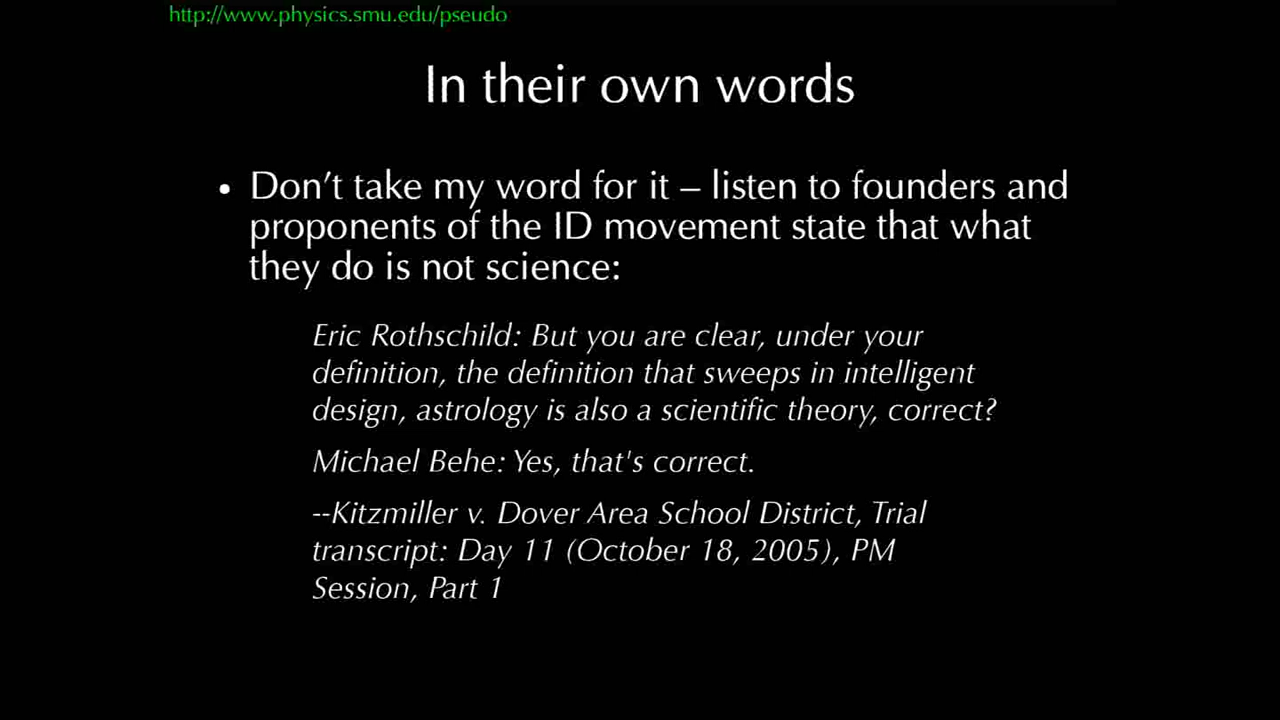 http://www.physics.smu.edu/pseudo
In their own words
• Don’t take my word for it – listen to founders and
proponents of the ID movement state that what
they do is not science:
Eric Rothschild: But you are clear, under your
definition, the definition that sweeps in intelligent
design, astrology is also a scientific theory, correct?
Michael Behe: Yes, that's correct.
--Kitzmiller v. Dover Area School District, Trial
transcript: Day 11 (October 18, 2005), PM
Session, Part 1